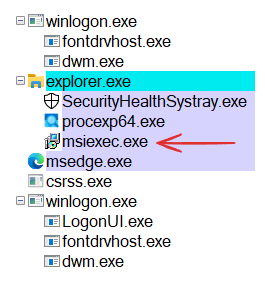 winlogon.exe
fontdrvhost.exe
dwm.exe
explorer.exe
SecurityHealthSystray.exe
procexp64.exe
msiexec.exe
msedge.exe
csrss.exe
winlogon.exe
LogonUI.exe
fontdrvhost.exe
dwm.exe